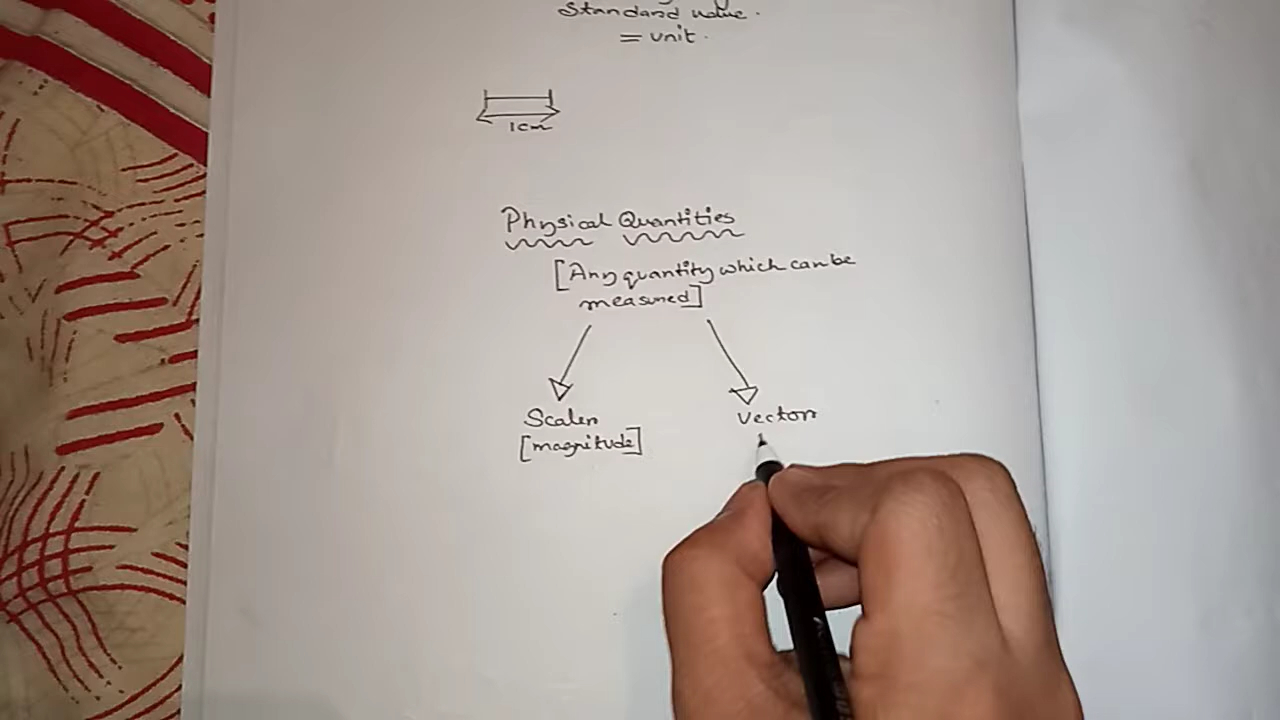 Standard value.
= unit.
1cm
Physical Quantities
[Any quantity which can be
measured]
Scaler
[magnitude]
Vector